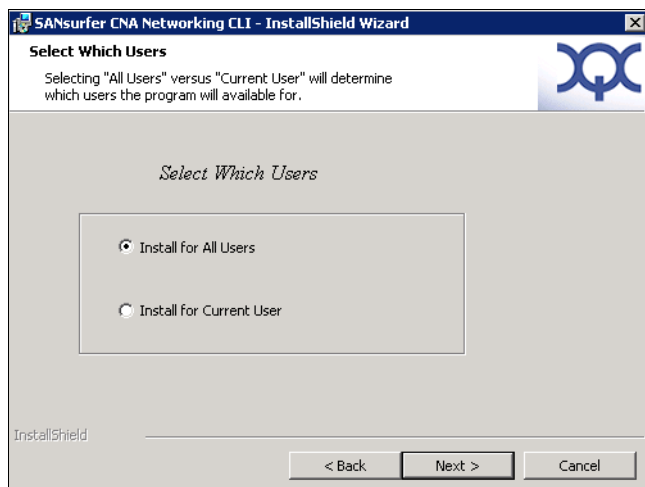 SANsurfer CNA Networking CLI - InstallShield Wizard
Select Which Users
Selecting "All Users" versus "Current User" will determine
which users the program will available for.
Select Which Users
Install for All Users
Install for Current User
InstallShield
< Back
Next >
Cancel